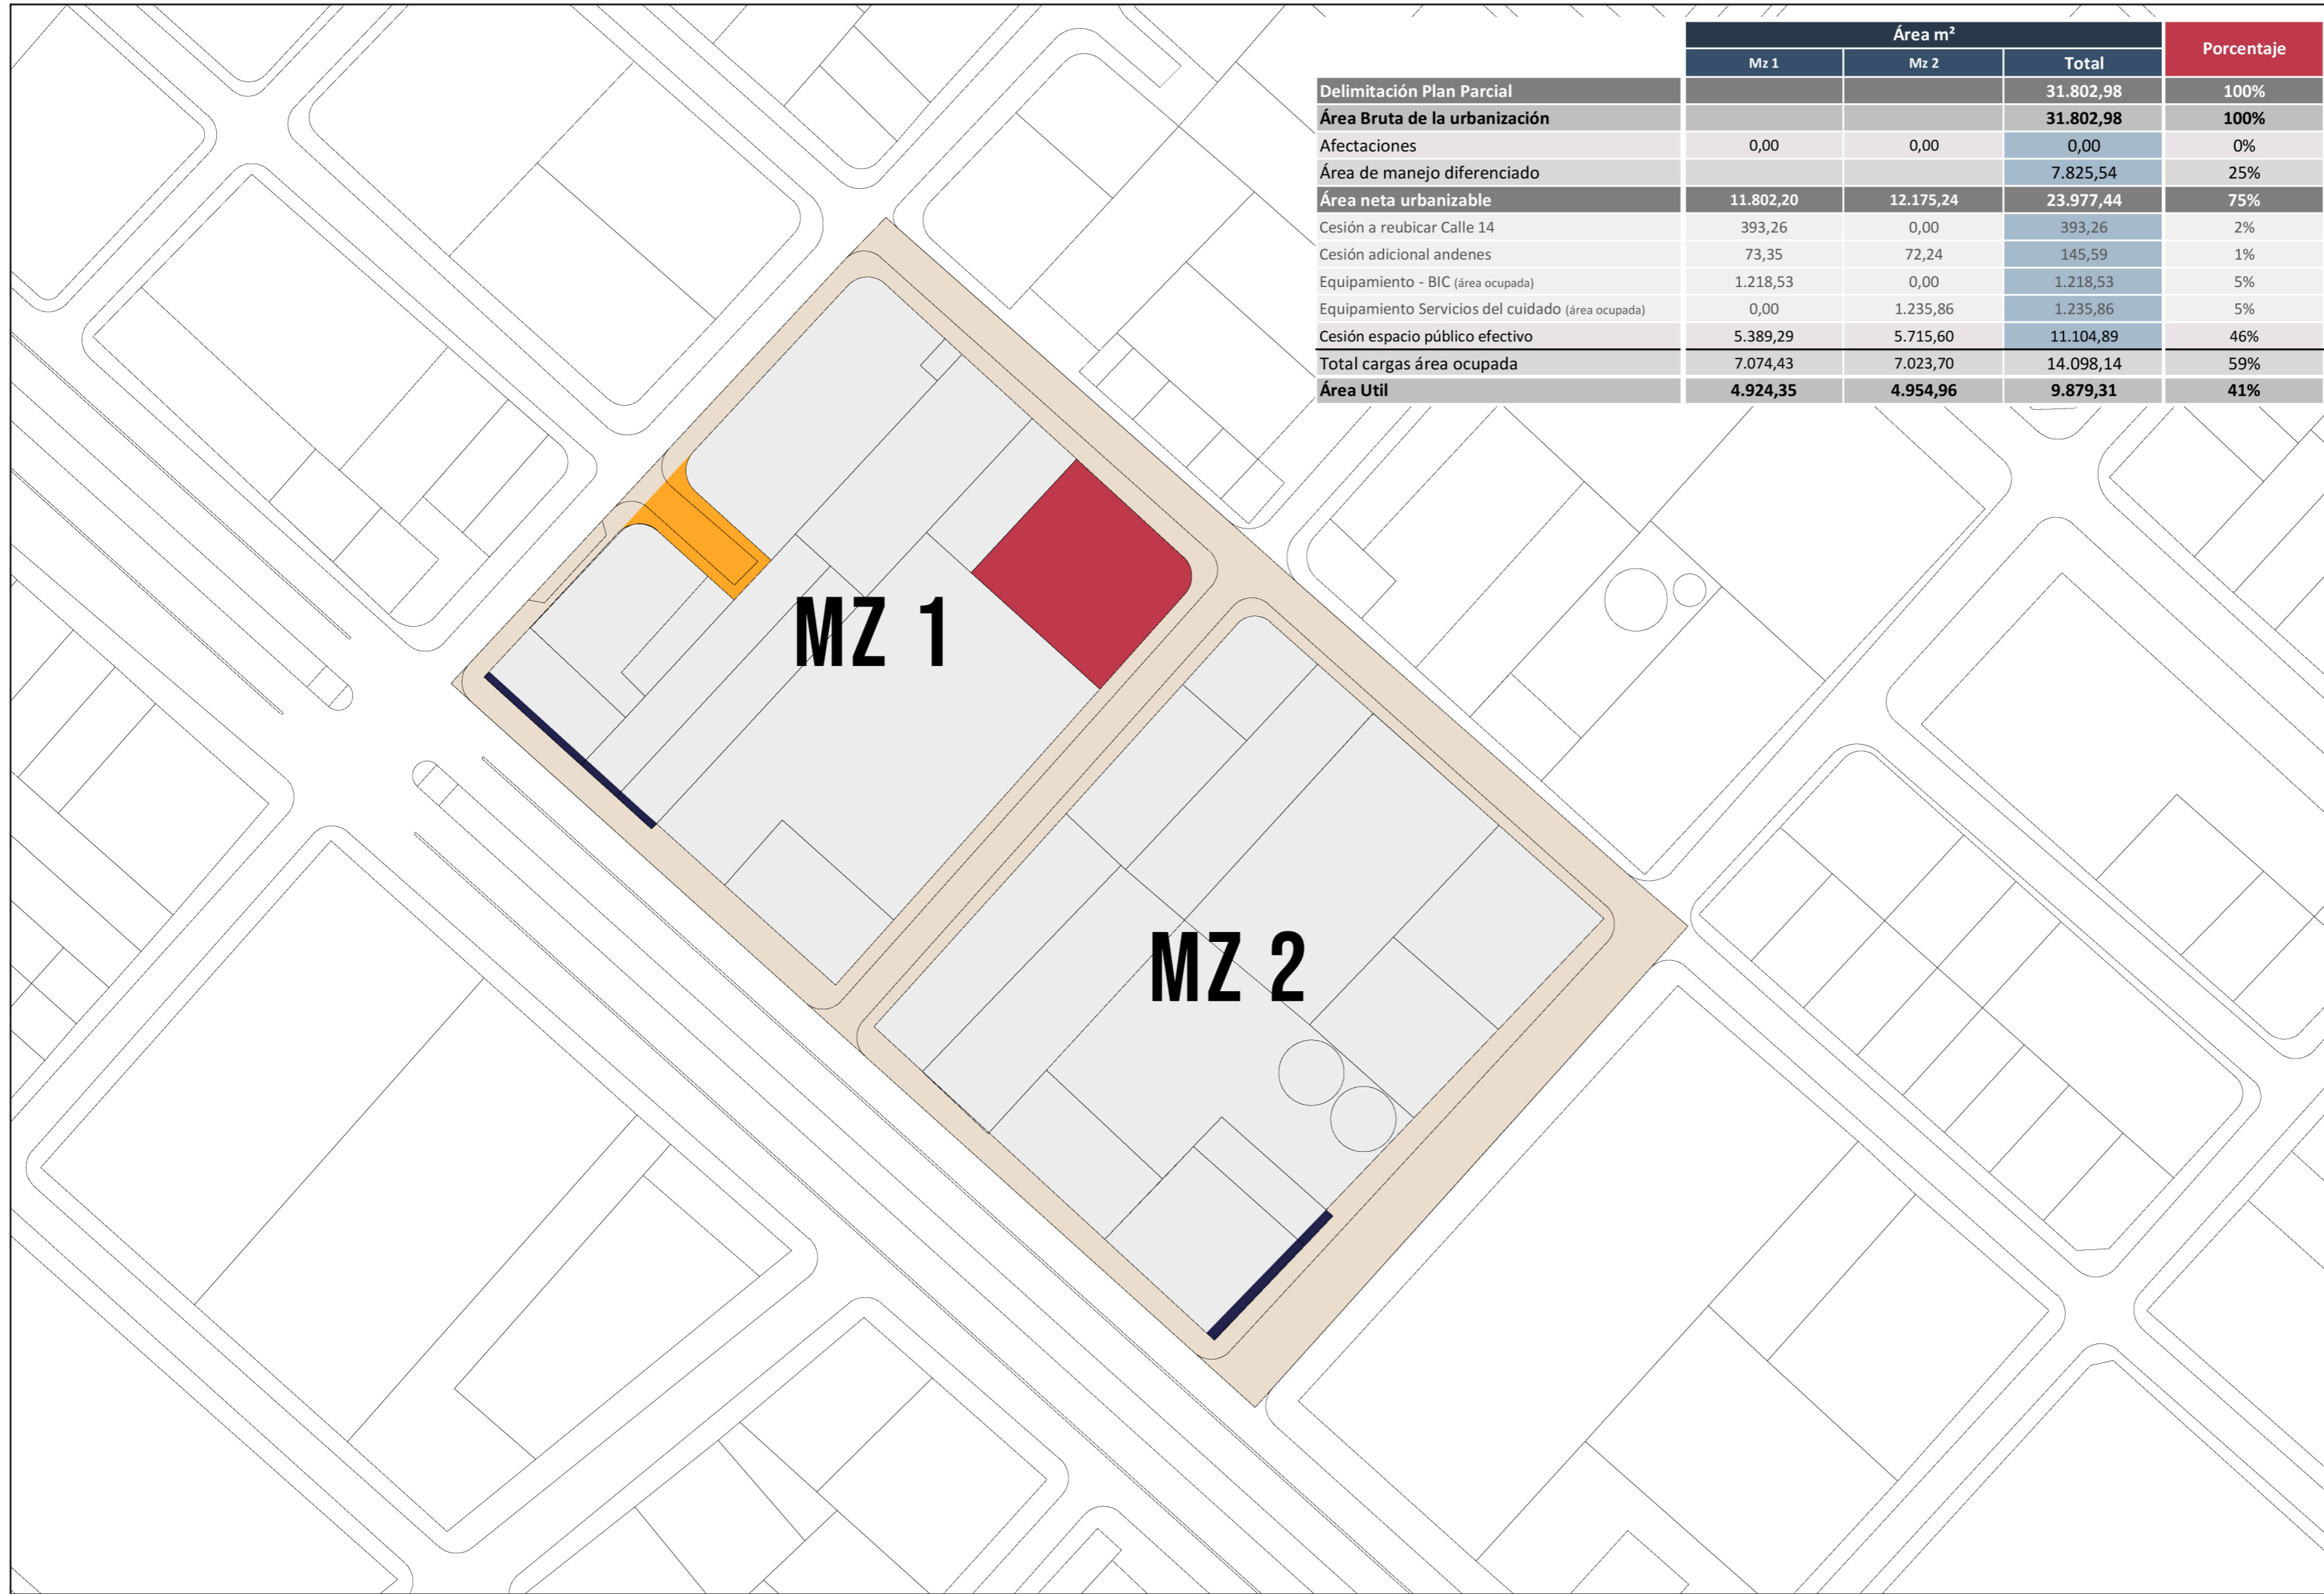 Área m² Porcentaje
Mz 1 Mz 2 Total
Delimitación Plan Parcial 31.802,98 100%
Área Bruta de la urbanización 31.802,98 100%
Afectaciones 0,00 0,00 0,00 0%
Área de manejo diferenciado 7.825,54 25%
Área neta urbanizable 11.802,20 12.175,24 23.977,44 75%
Cesión a reubicar Calle 14 393,26 0,00 393,26 2%
Cesión adicional andenes 73,35 72,24 145,59 1%
Equipamiento - BIC (área ocupada) 1.218,53 0,00 1.218,53 5%
Equipamiento Servicios del cuidado (área ocupada) 0,00 1.235,86 1.235,86 5%
Cesión espacio público efectivo 5.389,29 5.715,60 11.104,89 46%
Total cargas área ocupada 7.074,43 7.023,70 14.098,14 59%
Área Util 4.924,35 4.954,96 9.879,31 41%
MZ 1
MZ 2